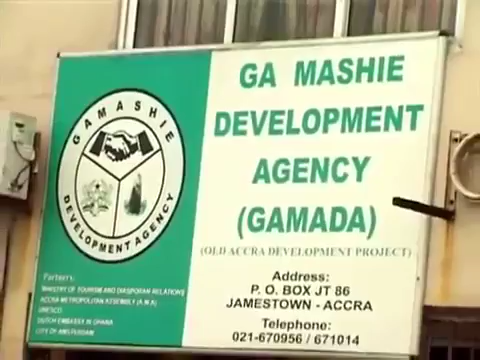 GAMASHIE
DEVELOPMENT AGENCY
Partners:
MINISTRY OF TOURISM AND DIASPORAN RELATIONS
ACCRA METROPOLITAN ASSEMBLY (A.M.A)
UNESCO
DUTCH EMBASSY IN GHANA
CITY OF AMSTERDAM
GA MASHIE
DEVELOPMENT
AGENCY
(GAMADA)
(OLD ACCRA DEVELOPMENT PROJECT)
Address:
P. O. BOX JT 86
JAMESTOWN - ACCRA
Telephone:
021-670956 / 671014